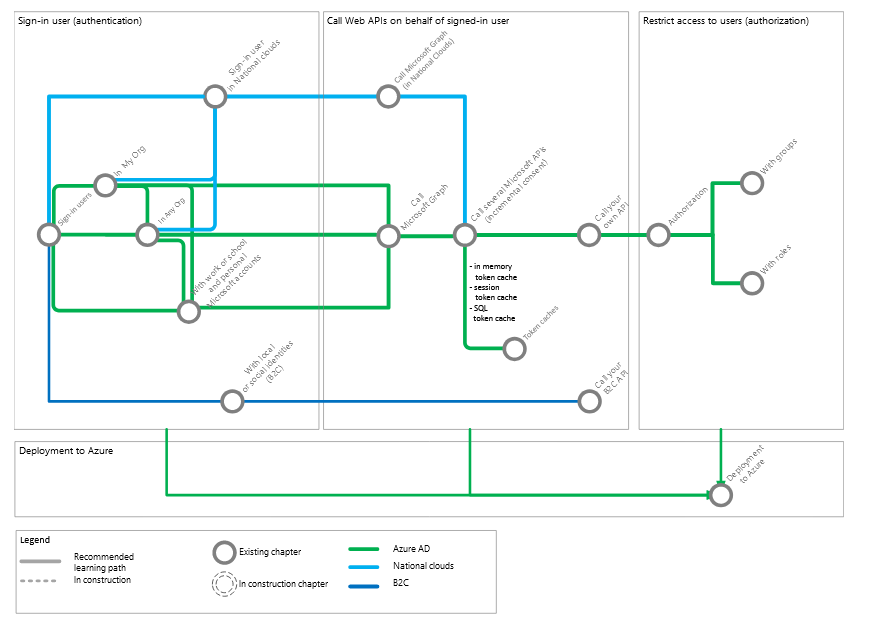 Sign-in user (authentication)
Call Web APIs on behalf of signed-in user
Restrict access to users (authorization)
Sign-in user
in National clouds
Call Microsoft Graph
(in National Clouds)
In My Org
Sign-in users
In Any Org
With work or school
and personal
Microsoft accounts
Call
Microsoft Graph
Call several Microsoft APIs
(incremental consent)
Call your
own API
Authorization
With groups
With roles
- in memory
token cache
- session
token cache
- SQL
token cache
Token caches
With local
or social identities
(B2C)
Call your
B2C API
Deployment to Azure
Deployment
to Azure
Legend
Recommended
learning path
In construction
Existing chapter
In construction chapter
Azure AD
National clouds
B2C